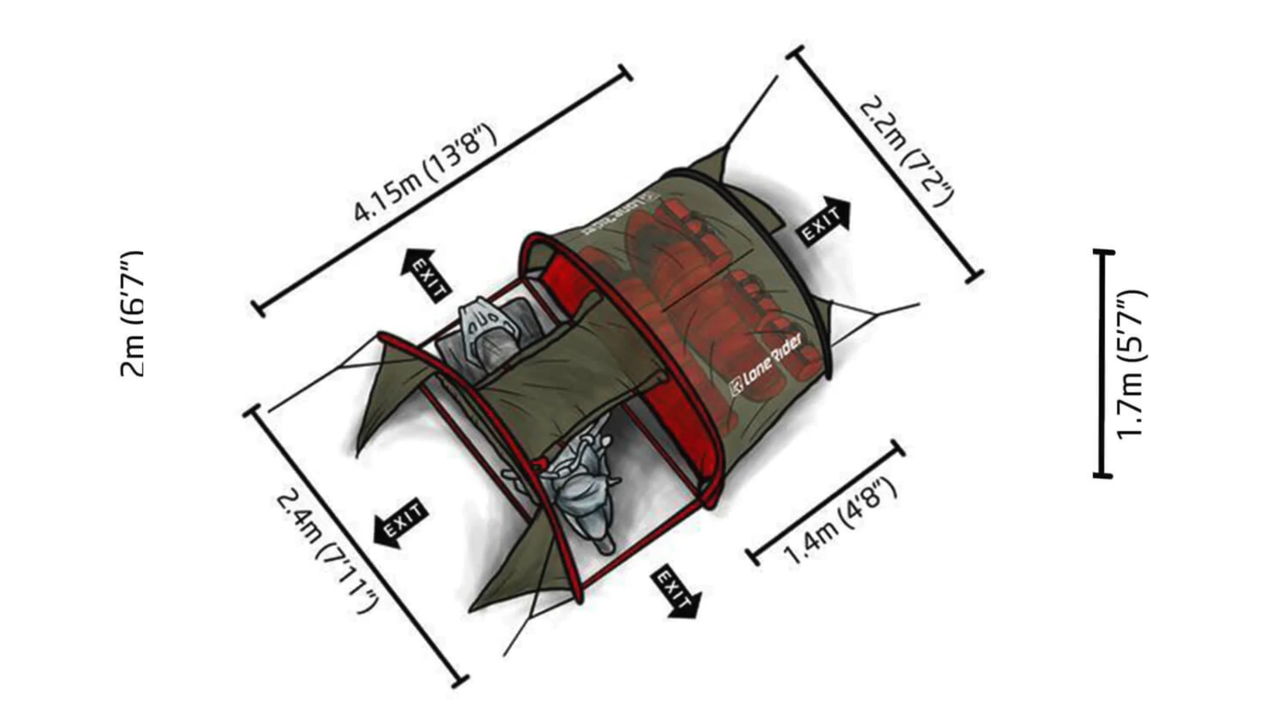 4.15m (13'8")
2.2m (7'2")
EXIT
EXIT
LoneRider
2m (6'7")
1.7m (5'7")
LoneRider
2.4m (7'11")
EXIT
1.4m (4'8")
EXIT